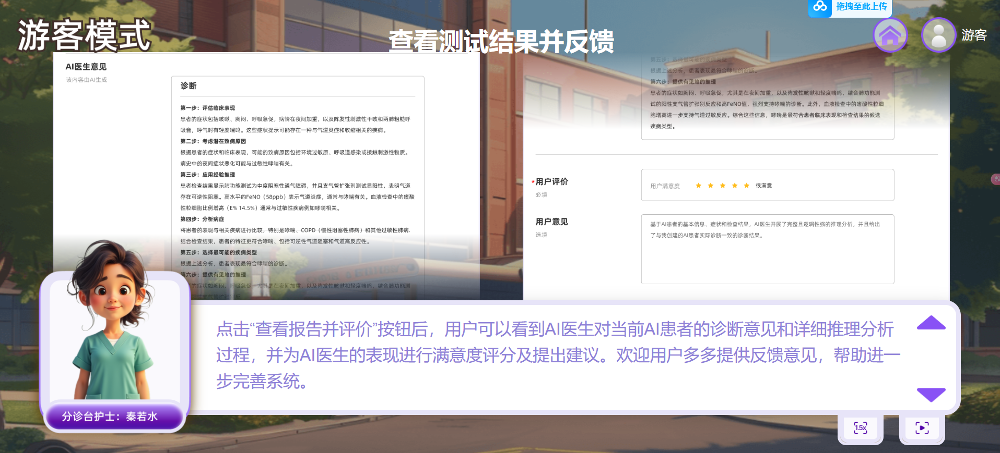 拖拽至此上传
游客模式
查看测试结果并反馈
游客
AI医生意见
该内容由AI生成
诊断
第一步：评估临床表现
患者的症状包括咳嗽、胸闷、呼吸急促，病情在夜间加重，以及阵发性刺激性干咳和两肺粗糙呼
吸音，呼气时有轻度喘鸣。这些症状提示可能存在一种与气道炎症和收缩相关的疾病。
第二步：考虑潜在致病原因
根据患者的症状和临床表现，可能的致病原因包括环境过敏原、呼吸道感染或接触刺激性物质。
病史中的夜间症状恶化可能与过敏性哮喘有关。
第三步：应用经验推理
患者检查结果显示肺功能测试为中度阻塞性通气障碍，并且支气管扩张剂测试显阳性，表明气道
存在可逆性阻塞。高水平的FeNO（58ppb）表示气道炎症，通常与哮喘有关。血液检查中的嗜酸
性粒细胞比例增高（E% 14.5%）通常与过敏性疾病例如哮喘相关。
第四步：分析病症
将患者的表现与相关疾病进行比较，特别是哮喘、COPD（慢性阻塞性肺病）和其他过敏性肺病.
结合检查结果，患者的特征更符合哮喘、包括可逆性气道阻塞和气道高反应性。
第五步：选择最可能的疾病类型
根据上述分析，患者表现最符合哮喘的诊断。
第六步：提供有见地的推理
的症状如胸闷、呼吸急促，尤其是在夜间加重，以及阵发性咳嗽和轻度喘鸣，结合肺功能测
第五步：选择最可能的疾病类型
根据上述分析，患者表现最符合哮喘的诊断。
第六步：提供有见地的推理
患者的症状如胸闷、呼吸急促，尤其是在夜间加重，以及阵发性咳嗽和轻度喘鸣，结合肺功能测
试的阳性支气管扩张剂反应和高FeNO值，强烈支持哮喘的诊断。此外，血液检查中的嗜酸性粒细
胞增高进一步支持气道过敏反应。综合这些信息，哮喘是最符合患者临床表现和检查结果的候选
疾病类型。
*用户评价
必填
用户满意度 很满意
用户意见
选填
基于AI患者的基本信息、症状和检查结果，AI医生开展了完整且逻辑性强的推理分析，并且给出
了与我创建的AI患者实际诊断一致的诊断结果。
点击“查看报告并评价”按钮后，用户可以看到AI医生对当前AI患者的诊断意见和详细推理分析
过程，并为AI医生的表现进行满意度评分及提出建议。欢迎用户多多提供反馈意见，帮助进一
步完善系统。
分诊台护士：秦若水
1.5x